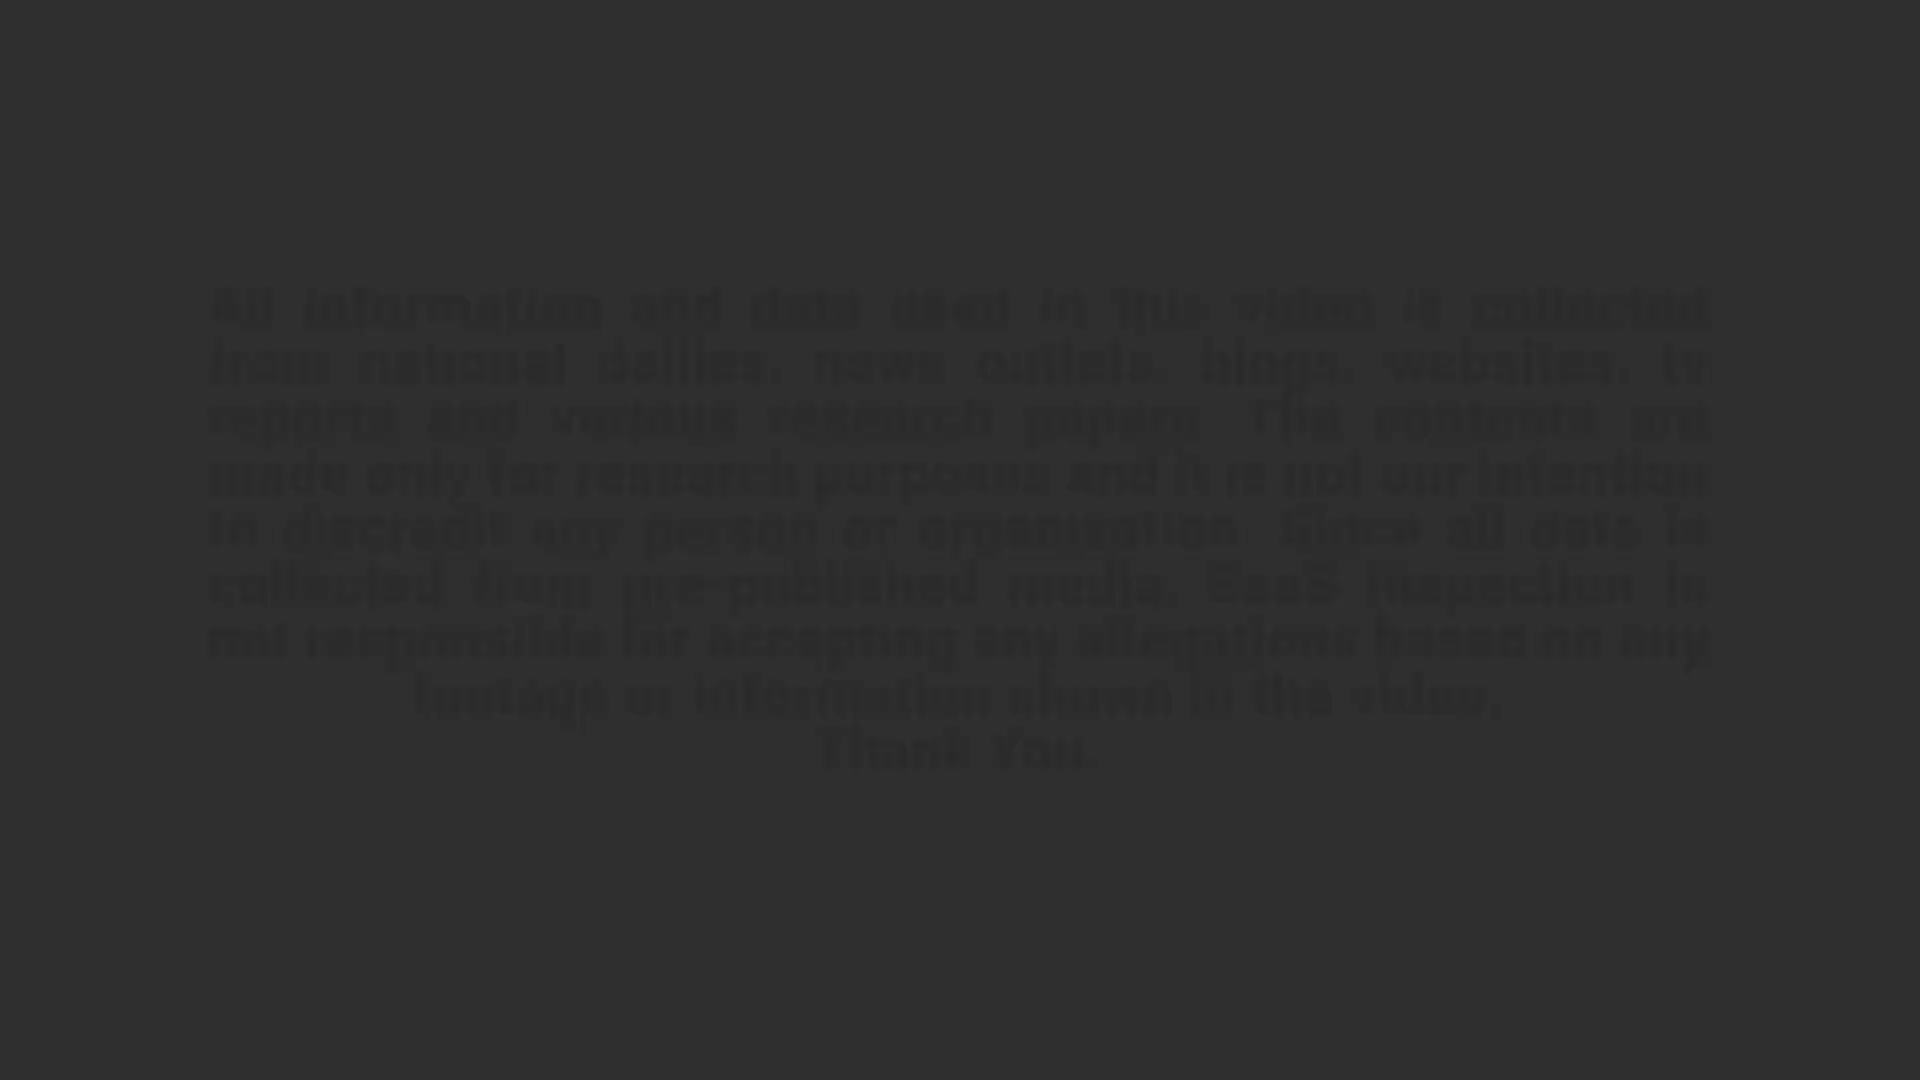 All information and data used in this video is collected
from national dailies, news outlets, blogs, websites, tv
reports and various research papers. The contents are
made only for research purposes and it is not our intention
to discredit any person or organisation. Since all data is
collected from pre-published media, Inspection is
not responsible for accepting any allegations based on any
footage or information shown in the video.
Thank You.